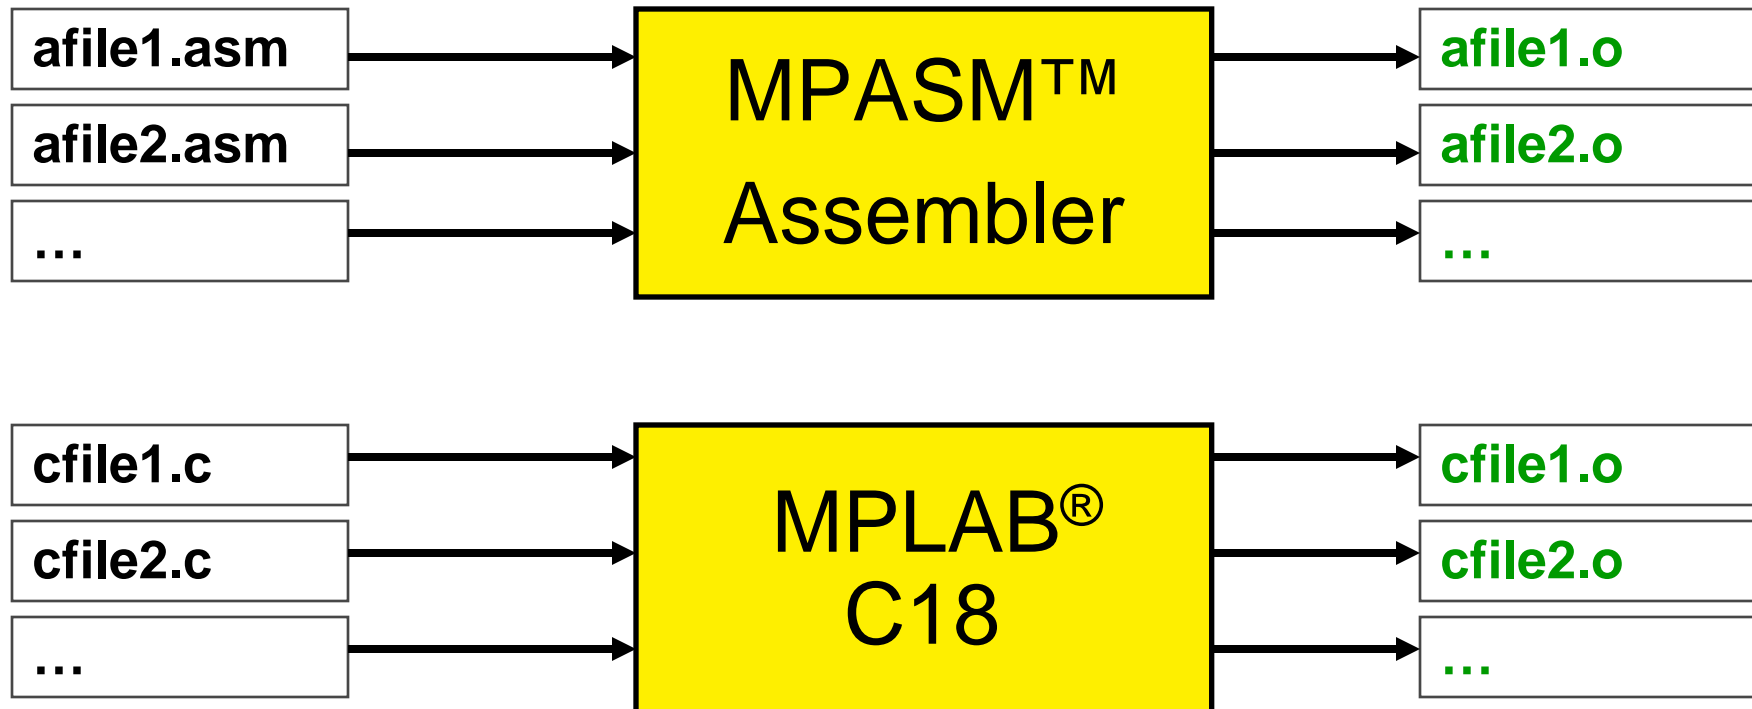 afile1.asm
afile2.asm
…
MPASM™
Assembler
afile1.o
afile2.o
…
cfile1.c
cfile2.c
…
MPLAB®
C18
cfile1.o
cfile2.o
…